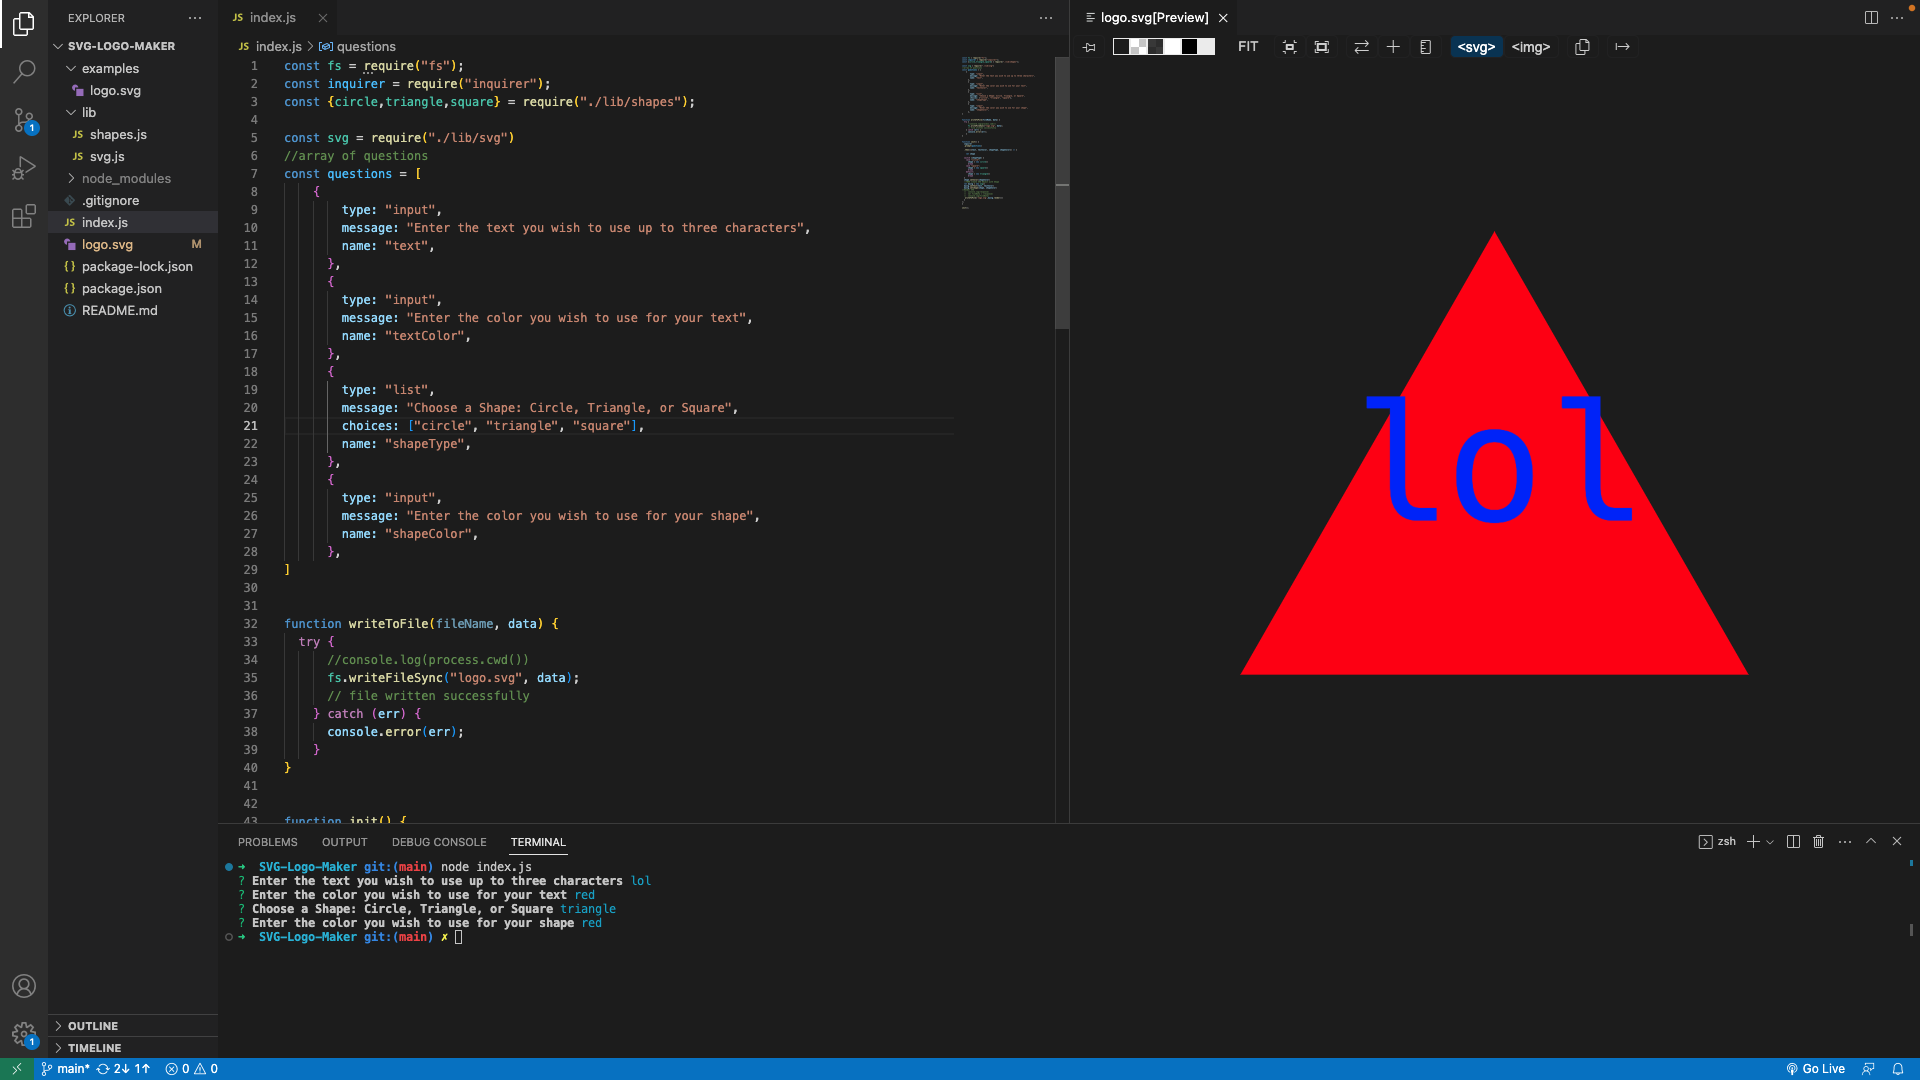 EXPLORER
SVG-LOGO-MAKER
examples
logo.svg
lib
JS shapes.js
JS svg.js
node_modules
.gitignore
JS index.js
logo.svg M
{} package-lock.json
{} package.json
README.md
OUTLINE
TIMELINE
JS index.js
JS index.js > questions
1 const fs = require("fs");
2 const inquirer = require("inquirer");
3 const {circle,triangle,square} = require("./lib/shapes");
4
5 const svg = require("./lib/svg")
6 //array of questions
7 const questions = [
8 {
9 type: "input",
10 message: "Enter the text you wish to use up to three characters",
11 name: "text",
12 },
13 {
14 type: "input",
15 message: "Enter the color you wish to use for your text",
16 name: "textColor",
17 },
18 {
19 type: "list",
20 message: "Choose a Shape: Circle, Triangle, or Square",
21 choices: ["circle", "triangle", "square"],
22 name: "shapeType",
23 },
24 {
25 type: "input",
26 message: "Enter the color you wish to use for your shape",
27 name: "shapeColor",
28 },
29 ]
30
31
32 function writeToFile(fileName, data) {
33 try {
34 //console.log(process.cwd())
35 fs.writeFileSync("logo.svg", data);
36 // file written successfully
37 } catch (err) {
38 console.error(err);
39 }
40 }
41
42
43 function init() {
logo.svg[Preview]
FIT <svg> <img>
lol
PROBLEMS OUTPUT DEBUG CONSOLE TERMINAL
zsh
→ SVG-Logo-Maker git:(main) node index.js
? Enter the text you wish to use up to three characters lol
? Enter the color you wish to use for your text red
? Choose a Shape: Circle, Triangle, or Square triangle
? Enter the color you wish to use for your shape red
→ SVG-Logo-Maker git:(main) ✗
1
1
main* 2↓ 1↑ 0 0
Go Live